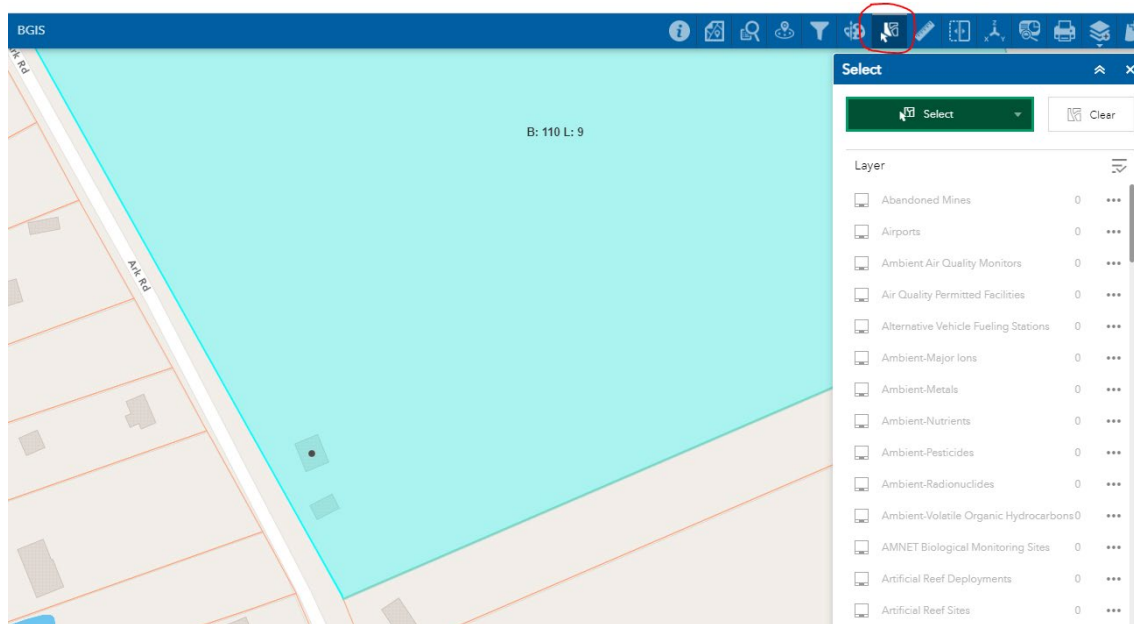 BGIS
Select
Select
Clear
Layer
Abandoned Mines 0
Airports 0
Ambient Air Quality Monitors 0
Air Quality Permitted Facilities 0
Alternative Vehicle Fueling Stations 0
Ambient-Major Ions 0
Ambient-Metals 0
Ambient-Nutrients 0
Ambient-Pesticides 0
Ambient-Radionuclides 0
Ambient-Volatile Organic Hydrocarbons 0
AMNET Biological Monitoring Sites 0
Artificial Reef Deployments 0
Artificial Reef Sites 0
B: 110 L: 9
rk Rd
Ark Rd